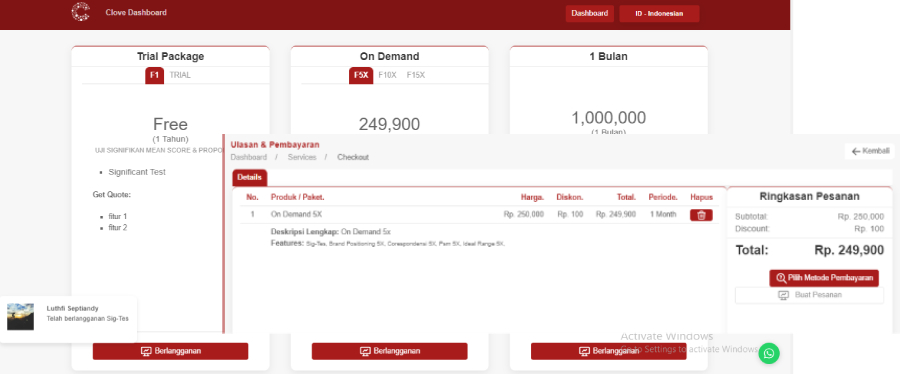 Clove Dashboard
Dashboard
ID - Indonesian
Trial Package
F1 TRIAL
Free
(1 Tahun)
UJI SIGNIFIKAN MEAN SCORE & PROPO
Significant Test
Get Quote:
fitur 1
fitur 2
Berlangganan
On Demand
F5X F10X F15X
249,900
Berlangganan
1 Bulan
1,000,000
(1 Bulan)
Berlangganan
Ulasan & Pembayaran
Dashboard / Services / Checkout
Kembali
Details
No. Produk / Paket. Harga. Diskon. Total. Periode. Hapus
1 On Demand 5X Rp. 250,000 Rp. 100 Rp. 249,900 1 Month
Deskripsi Lengkap: On Demand 5x
Features: Sig-Tes, Brand Positioning 5X, Corespondensi 5X, Psm 5X, Ideal Range 5X,
Ringkasan Pesanan
Subtotal: Rp. 250,000
Discount: Rp. 100
Total: Rp. 249,900
Pilih Metode Pembayaran
Buat Pesanan
Luthfi Septiandy
Telah berlangganan Sig-Tes
Activate Windows
to Settings to activate Windows